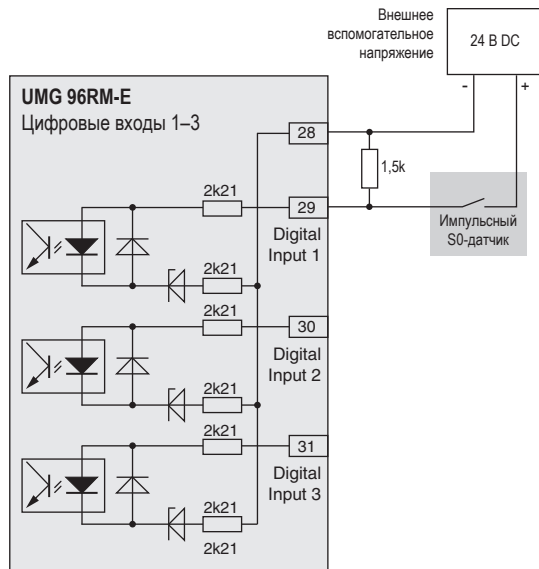 Внешнее
вспомогательное
напряжение
24 В DC
-
+
UMG 96RM-E
Цифровые входы 1–3
28
1,5k
2k21
29
Импульсный
S0-датчик
Digital
Input 1
2k21
2k21
30
Digital
Input 2
2k21
2k21
31
Digital
Input 3
2k21